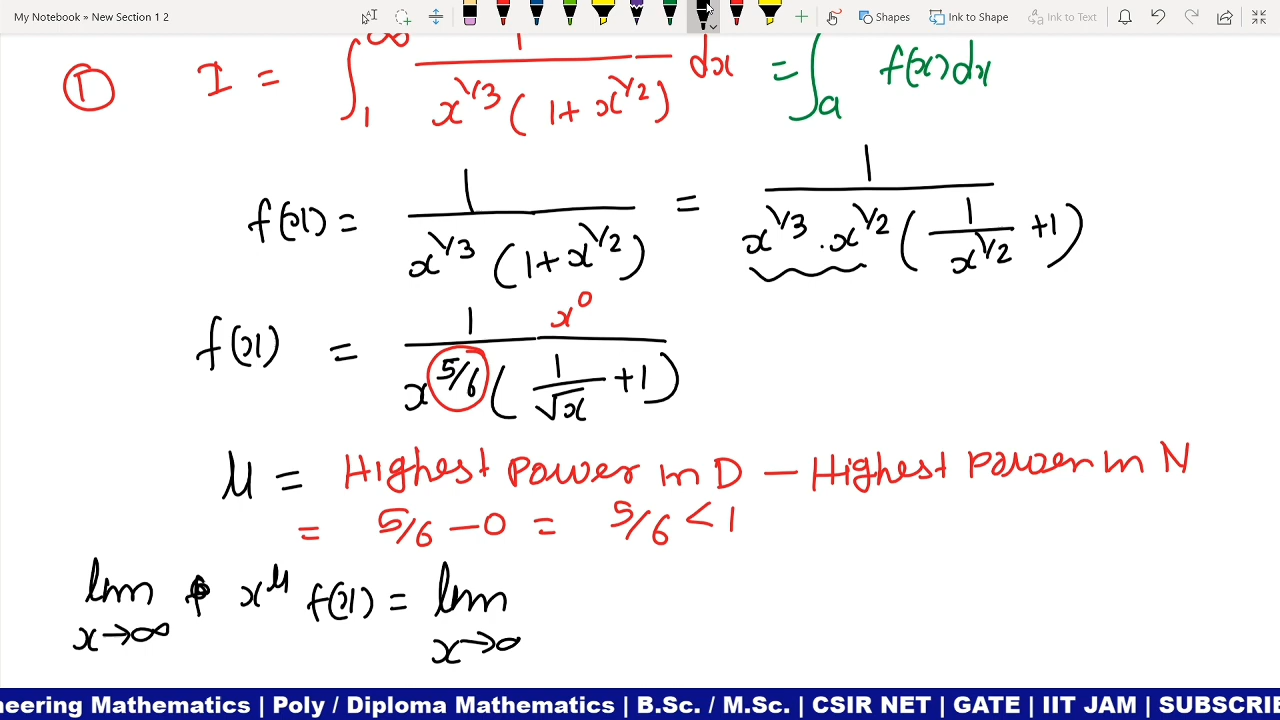 My Notebook » New Section 1 2
Shapes Ink to Shape Ink to Text
① I = ∫₁^∞ 1/(x^1/3 (1 + x^1/2)) dx = ∫ₐ f(x) dx
f(x) = 1/(x^1/3 (1 + x^1/2)) = 1/(x^1/3 . x^1/2 (1/x^1/2 + 1))
f(x) = 1 x^0/(x^5/6 (1/√x + 1))
μ = Highest Power in D — Highest power in N
= 5/6 — 0 = 5/6 < 1
lim x→∞ x^μ f(x) = lim x→∞
neering Mathematics | Poly / Diploma Mathematics | B.Sc. / M.Sc. | CSIR NET | GATE | IIT JAM | SUBSCRIE